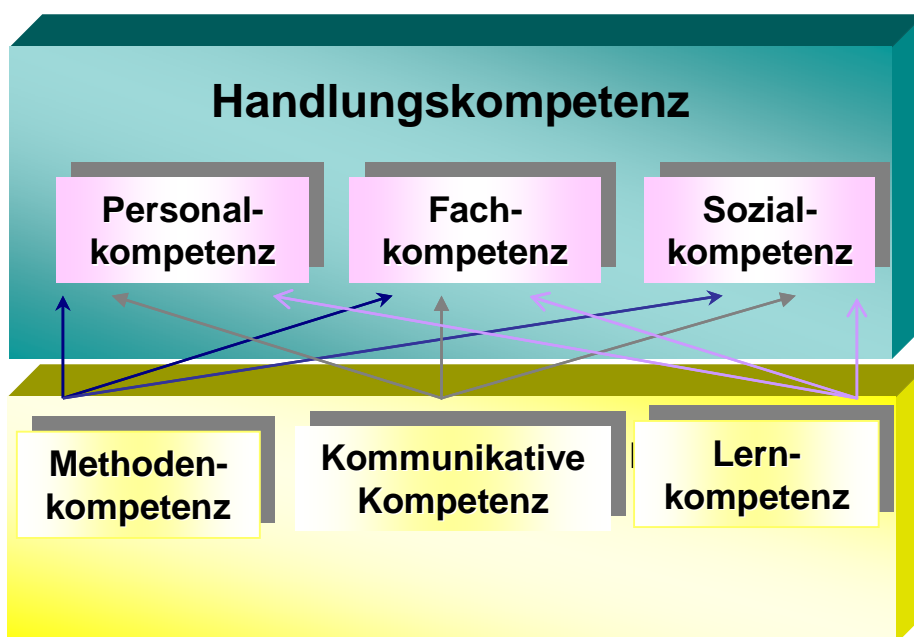 Handlungskompetenz
Personal-
kompetenz
Fach-
kompetenz
Sozial-
kompetenz
Methoden-
kompetenz
Kommunikative
Kompetenz
Lern-
kompetenz